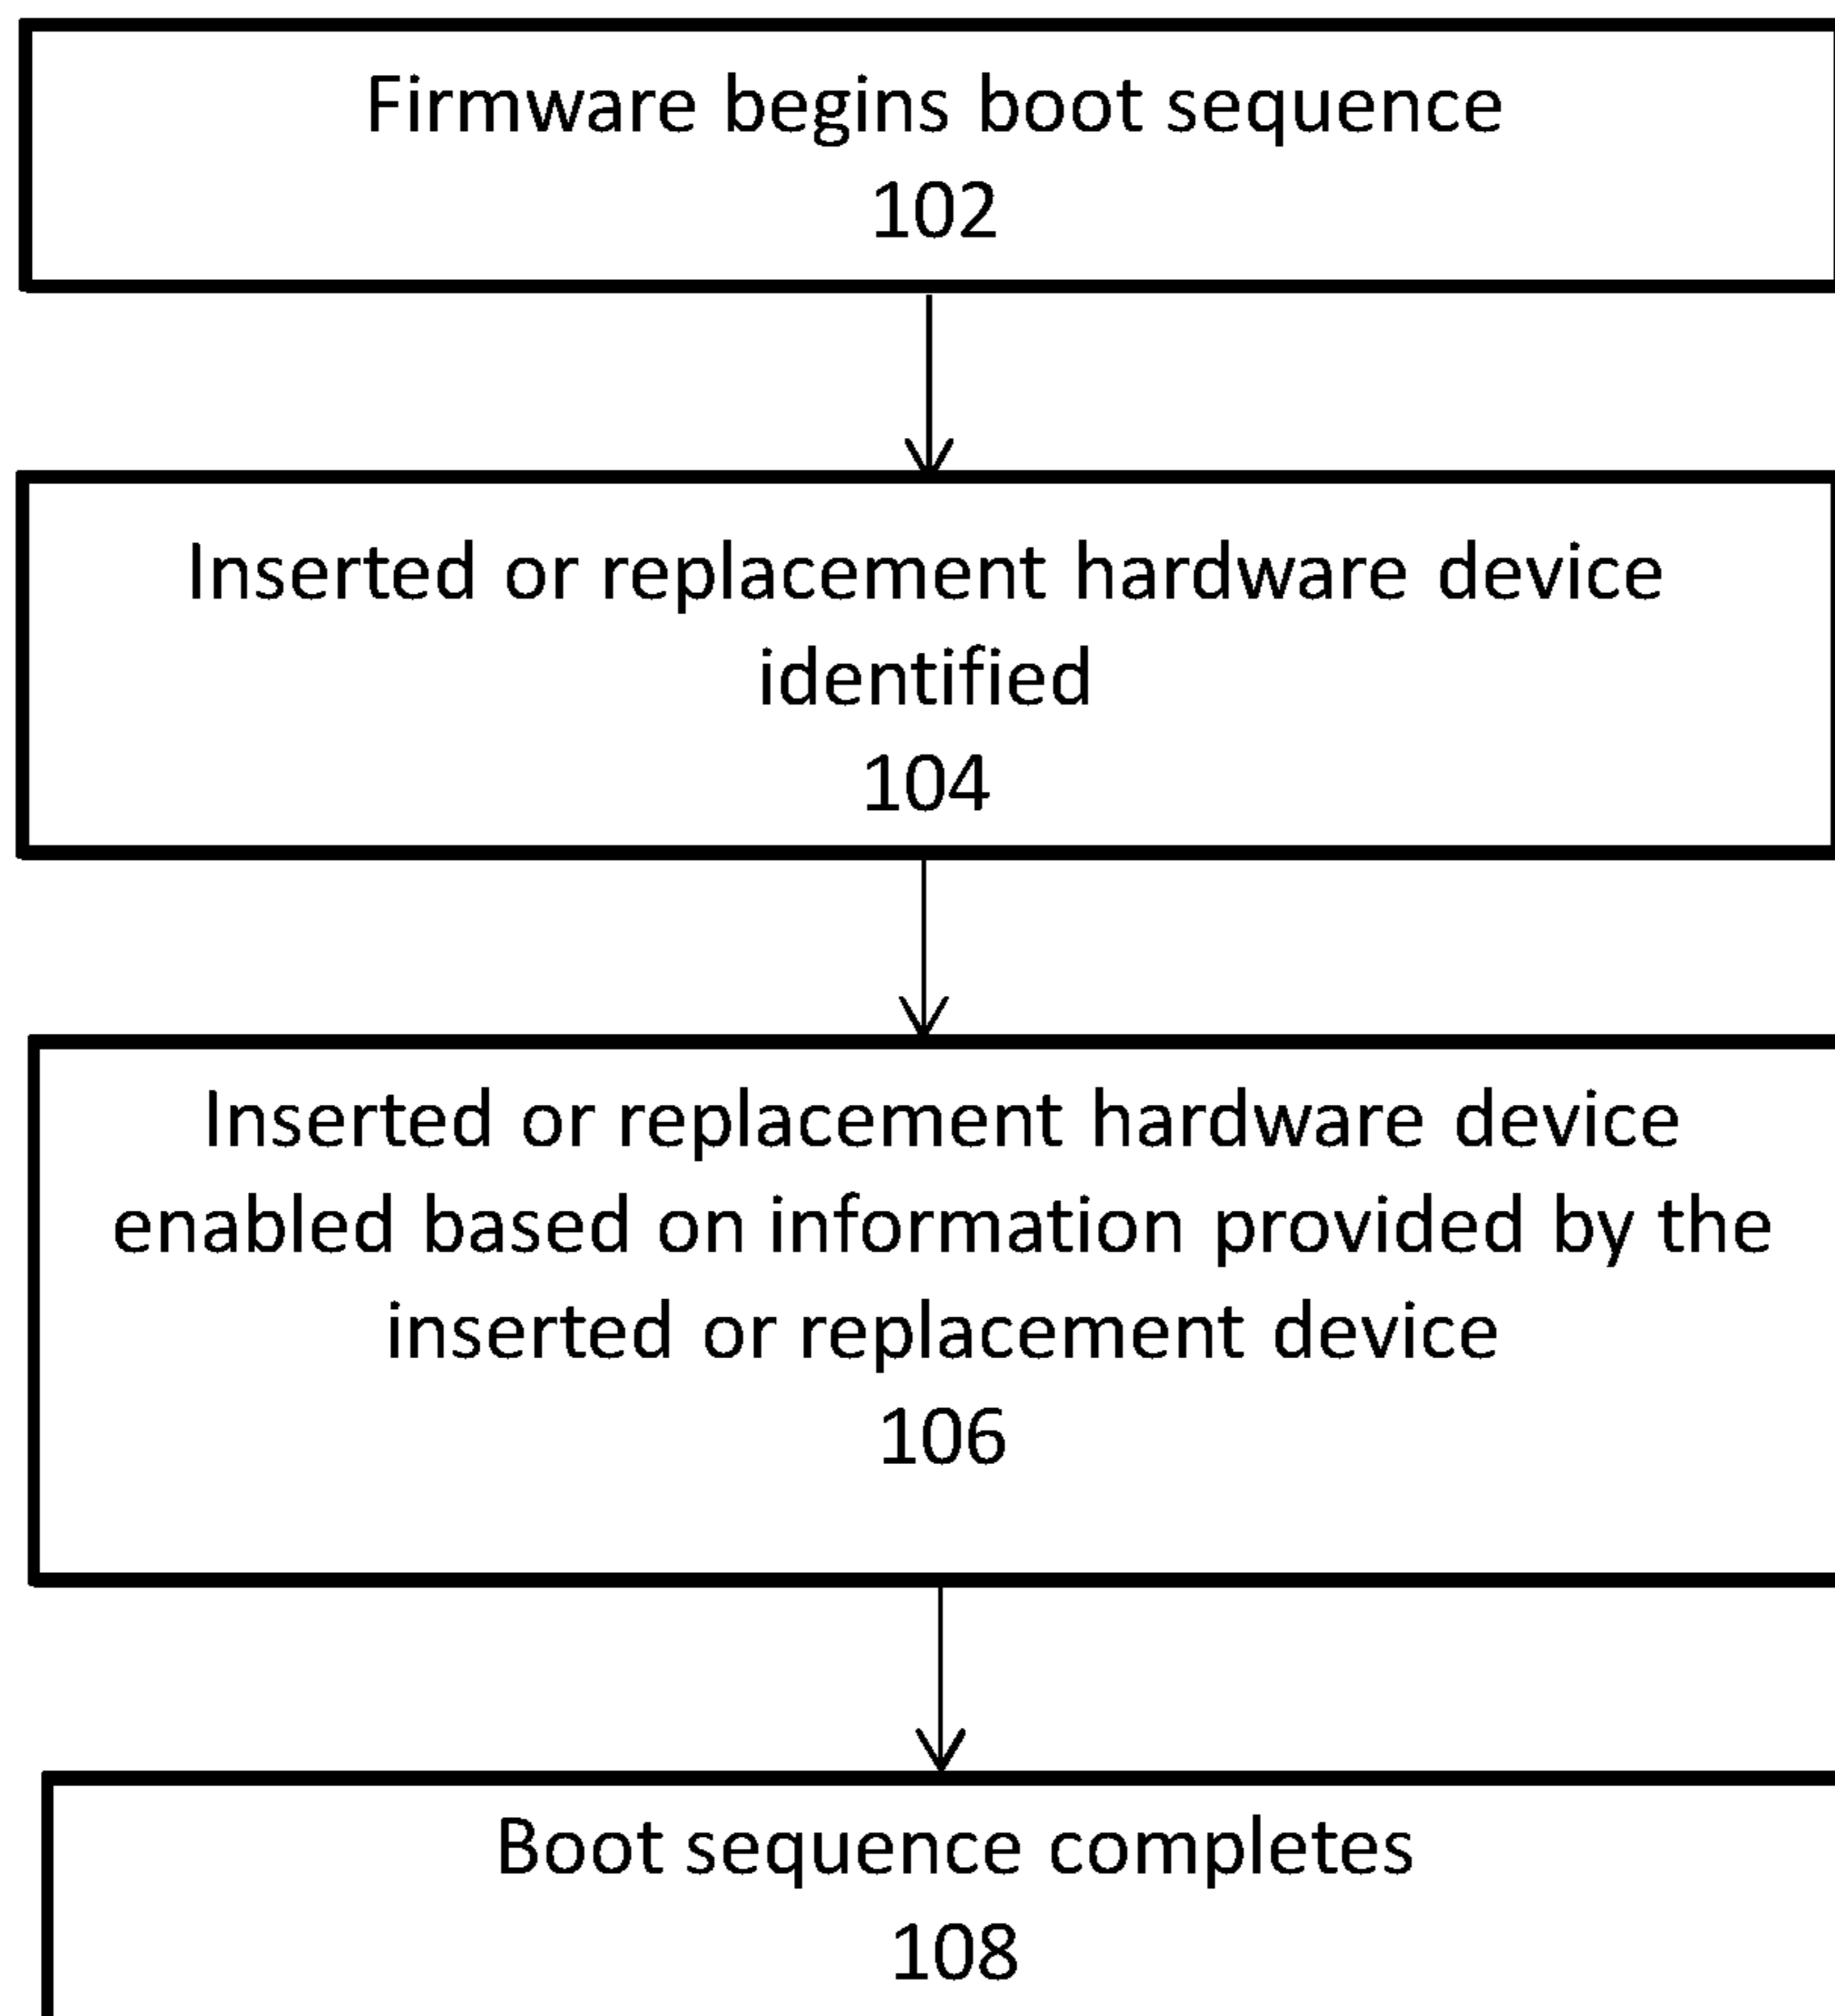 Firmware begins boot sequence
102
Inserted or replacement hardware device
identified
104
Inserted or replacement hardware device
enabled based on information provided by the
inserted or replacement device
106
Boot sequence completes
108